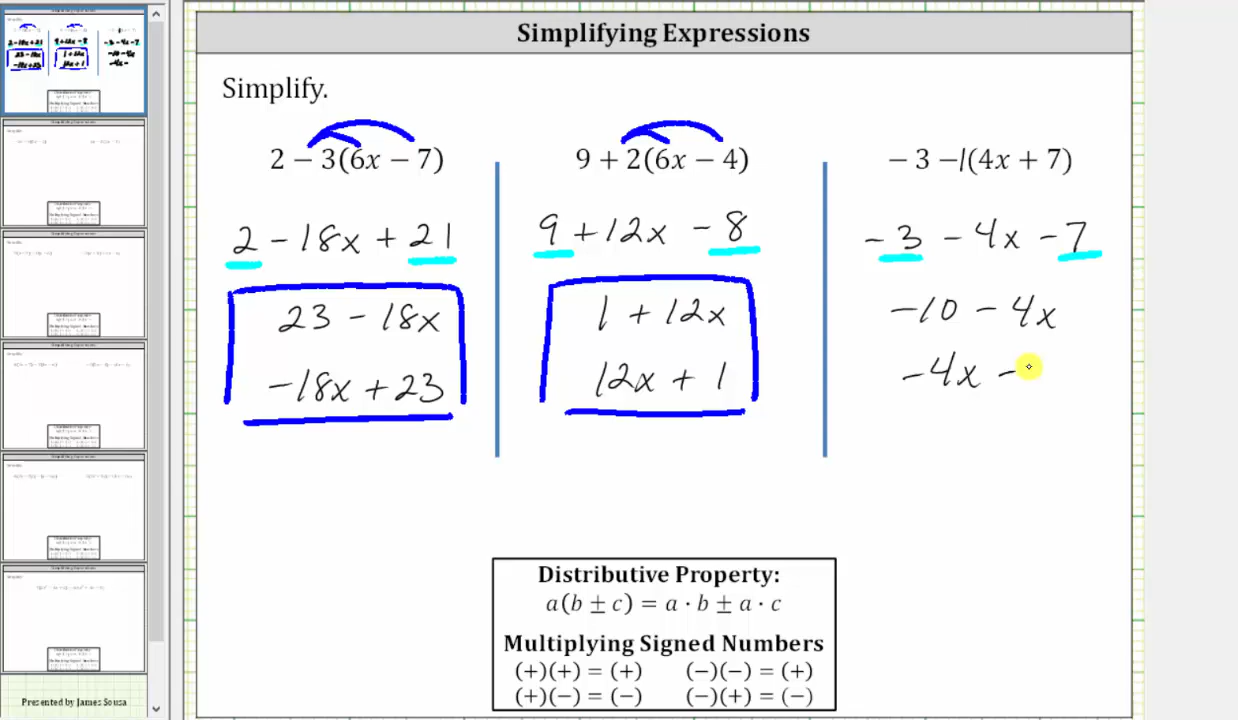 Simplifying Expressions
Simplify.
2 − 3(6x − 7)
2 − 18x + 21
23 − 18x
−18x + 23
9 + 2(6x − 4)
9 + 12x − 8
1 + 12x
12x + 1
− 3 −1(4x + 7)
−3 − 4x − 7
−10 − 4x
−4x −
Distributive Property:
a(b ± c) = a · b ± a · c
Multiplying Signed Numbers
(+)(+) = (+) (−)(−) = (+)
(+)(−) = (−) (−)(+) = (−)
Presented by James Sousa